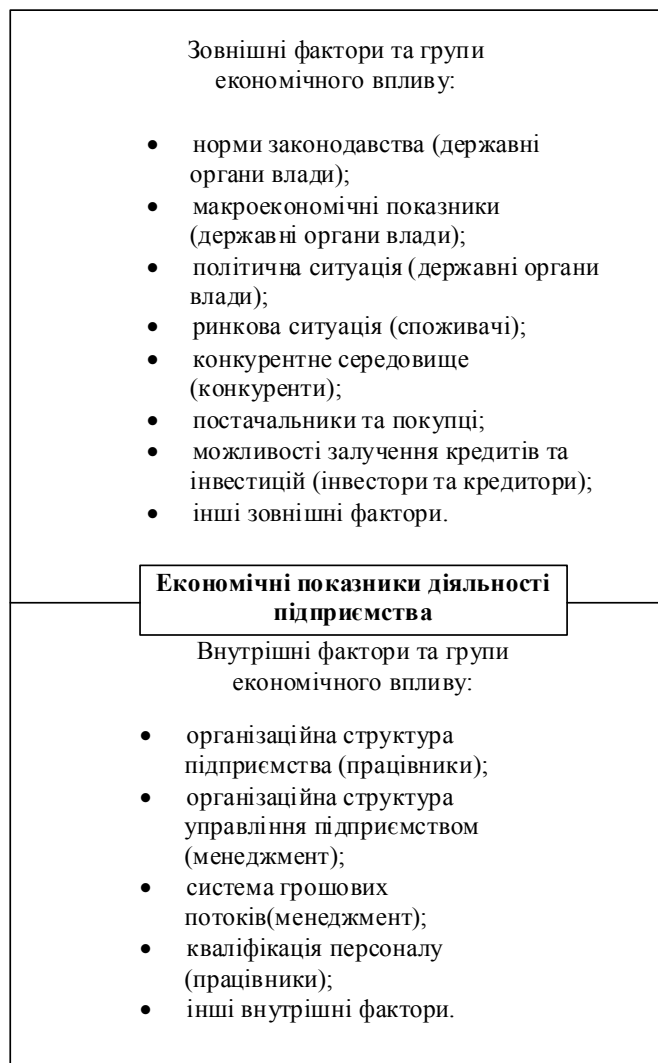 Зовнішні фактори та групи
економічного впливу:
• норми законодавства (державні
органи влади);
• макроекономічні показники
(державні органи влади);
• політична ситуація (державні органи
влади);
• ринкова ситуація (споживачі);
• конкурентне середовище
(конкуренти);
• постачальники та покупці;
• можливості залучення кредитів та
інвестицій (інвестори та кредитори);
• інші зовнішні фактори.
Економічні показники діяльності
підприємства
Внутрішні фактори та групи
економічного впливу:
• організаційна структура
підприємства (працівники);
• організаційна структура
управління підприємством
(менеджмент);
• система грошових
потоків(менеджмент);
• кваліфікація персоналу
(працівники);
• інші внутрішні фактори.